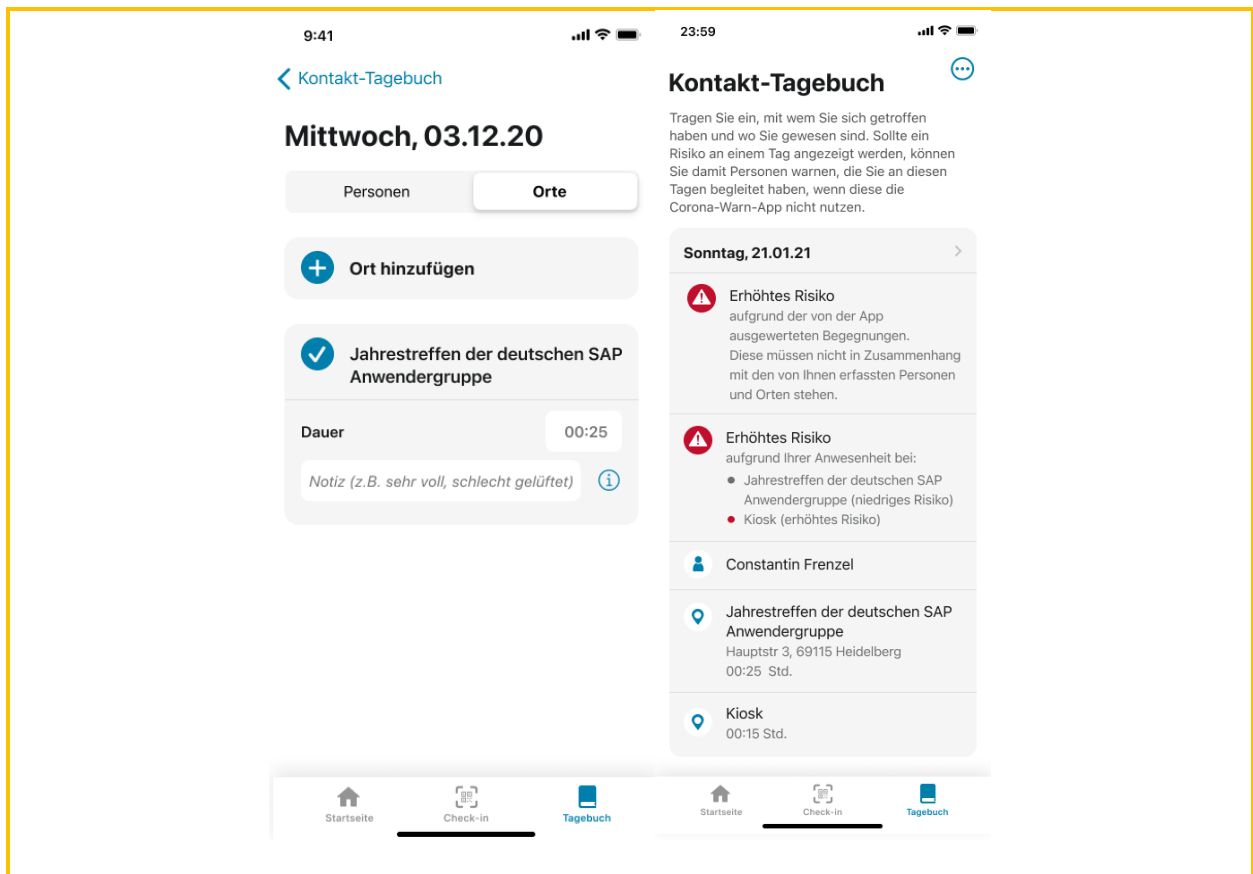 9:41
Kontakt-Tagebuch
Mittwoch, 03.12.20
Personen
Orte
Ort hinzufügen
Jahrestreffen der deutschen SAP
Anwendergruppe
Dauer
00:25
Notiz (z.B. sehr voll, schlecht gelüftet)
Startseite
Check-in
Tagebuch
23:59
Kontakt-Tagebuch
Tragen Sie ein, mit wem Sie sich getroffen
haben und wo Sie gewesen sind. Sollte ein
Risiko an einem Tag angezeigt werden, können
Sie damit Personen warnen, die Sie an diesen
Tagen begleitet haben, wenn diese die
Corona-Warn-App nicht nutzen.
Sonntag, 21.01.21
Erhöhtes Risiko
aufgrund der von der App
ausgewerteten Begegnungen.
Diese müssen nicht in Zusammenhang
mit den von Ihnen erfassten Personen
und Orten stehen.
Erhöhtes Risiko
aufgrund Ihrer Anwesenheit bei:
Jahrestreffen der deutschen SAP
Anwendergruppe (niedriges Risiko)
Kiosk (erhöhtes Risiko)
Constantin Frenzel
Jahrestreffen der deutschen SAP
Anwendergruppe
Hauptstr 3, 69115 Heidelberg
00:25 Std.
Kiosk
00:15 Std.
Startseite
Check-in
Tagebuch